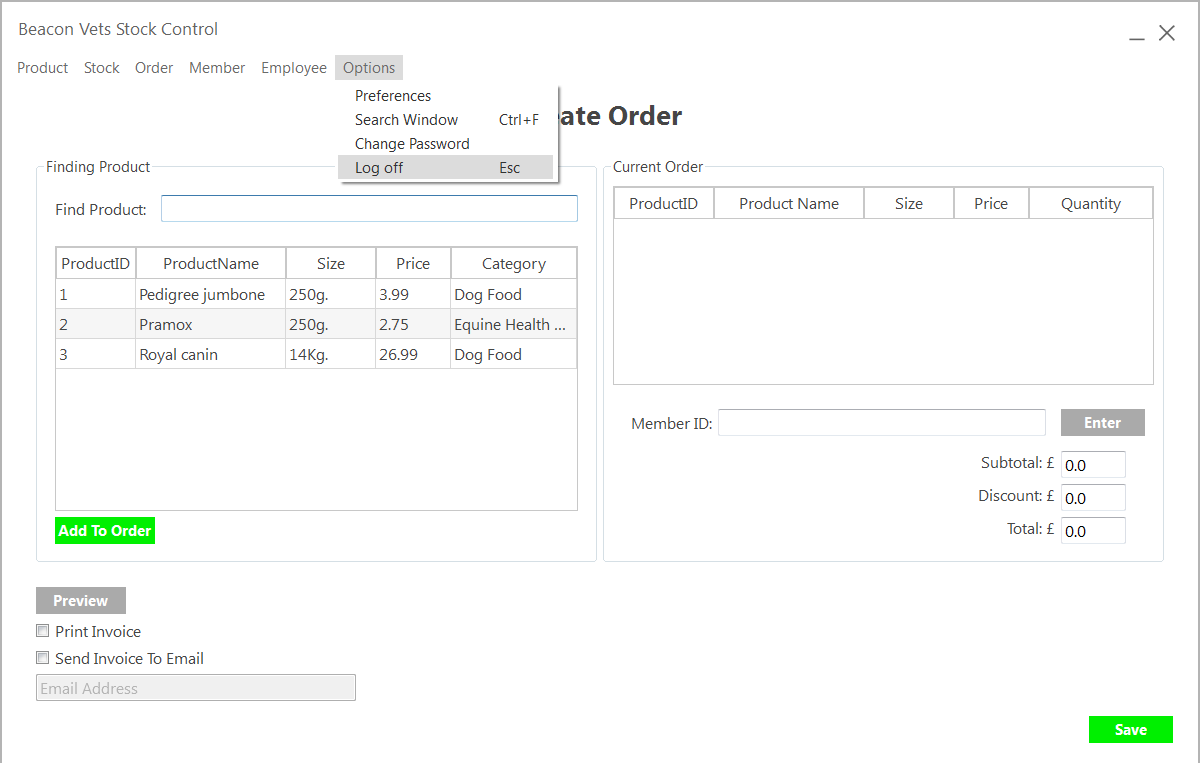 Beacon Vets Stock Control
Product Stock Order Member Employee Options
Preferences
Search Window Ctrl+F
Change Password
Log off Esc
ate Order
Finding Product
Find Product:
ProductID ProductName Size Price Category
1 Pedigree jumbone 250g. 3.99 Dog Food
2 Pramox 250g. 2.75 Equine Health ...
3 Royal canin 14Kg. 26.99 Dog Food
Add To Order
Current Order
ProductID Product Name Size Price Quantity
Member ID: Enter
Subtotal: £ 0.0
Discount: £ 0.0
Total: £ 0.0
Preview
Print Invoice
Send Invoice To Email
Email Address
Save